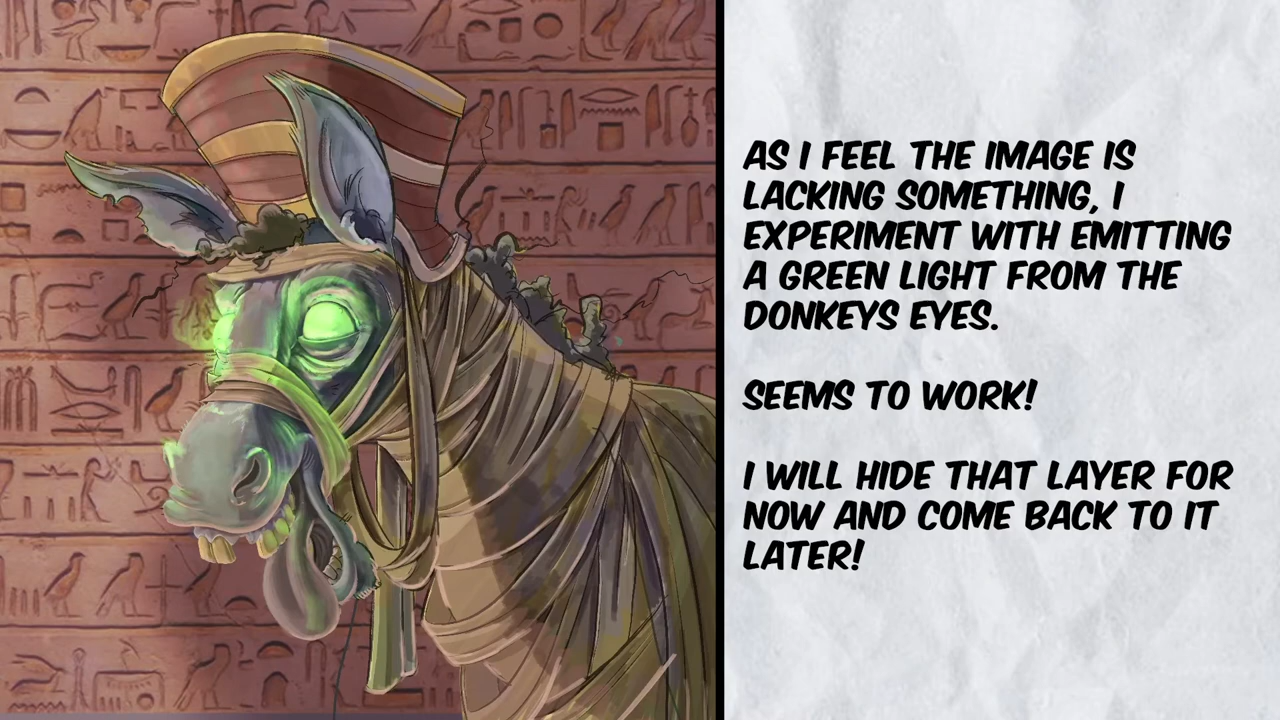 AS I FEEL THE IMAGE IS
LACKING SOMETHING, I
EXPERIMENT WITH EMITTING
A GREEN LIGHT FROM THE
DONKEYS EYES.
SEEMS TO WORK!
I WILL HIDE THAT LAYER FOR
NOW AND COME BACK TO IT
LATER!